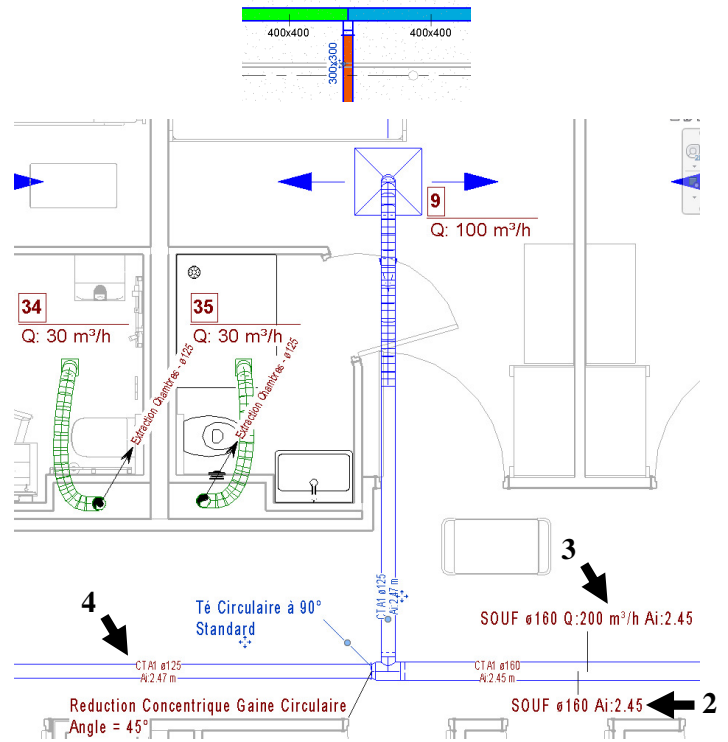 400x400
400x400
300x300
9
Q: 100 m³/h
34
Q: 30 m³/h
35
Q: 30 m³/h
Extraction Chambres - ø125
Extraction Chambres - ø125
CTA1 ø125
Ai:2.47 m
3
4
Té Circulaire à 90°
Standard
SOUF ø160 Q:200 m³/h Ai:2.45
CTA1 ø125
Ai:2.47 m
CTA1 ø160
Ai:2.45 m
Reduction Concentrique Gaine Circulaire
Angle = 45°
SOUF ø160 Ai:2.45
2